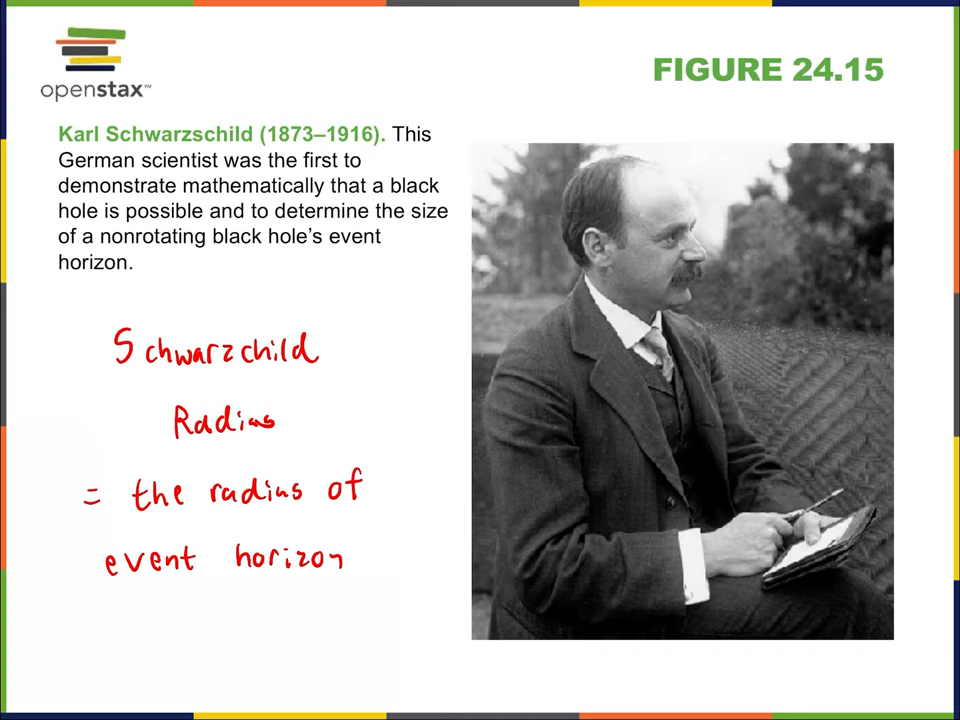 openstax™
FIGURE 24.15
Karl Schwarzschild (1873–1916). This
German scientist was the first to
demonstrate mathematically that a black
hole is possible and to determine the size
of a nonrotating black hole’s event
horizon.
Schwarzchild
Radius
= the radius of
event horizon